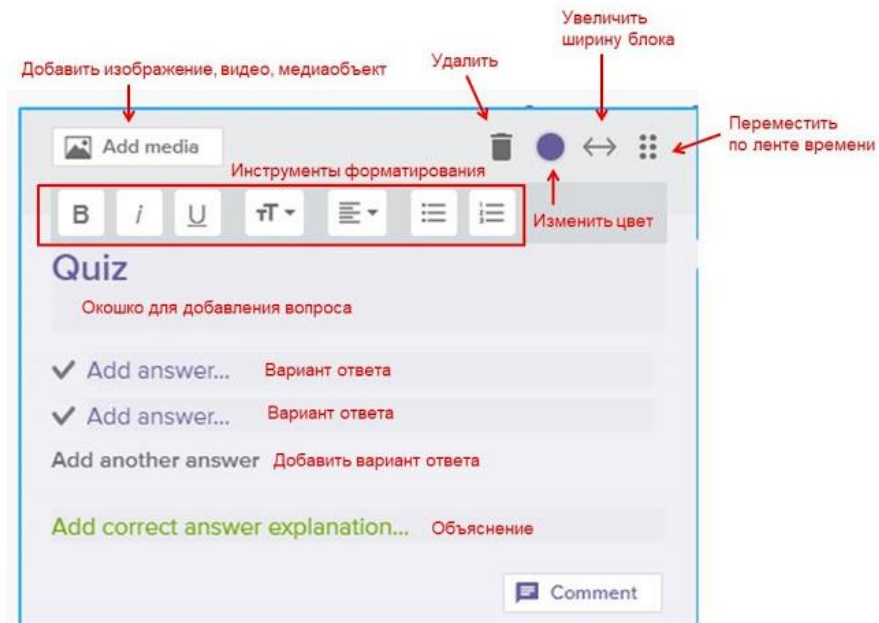 Увеличить
ширину блока
Удалить
Добавить изображение, видео, медиаобъект
Переместить
по ленте времени
Add media
Инструменты форматирования
B i U тT
Изменить цвет
Quiz
Окошко для добавления вопроса
Add answer... Вариант ответа
Add answer... Вариант ответа
Add another answer Добавить вариант ответа
Add correct answer explanation... Объяснение
Comment